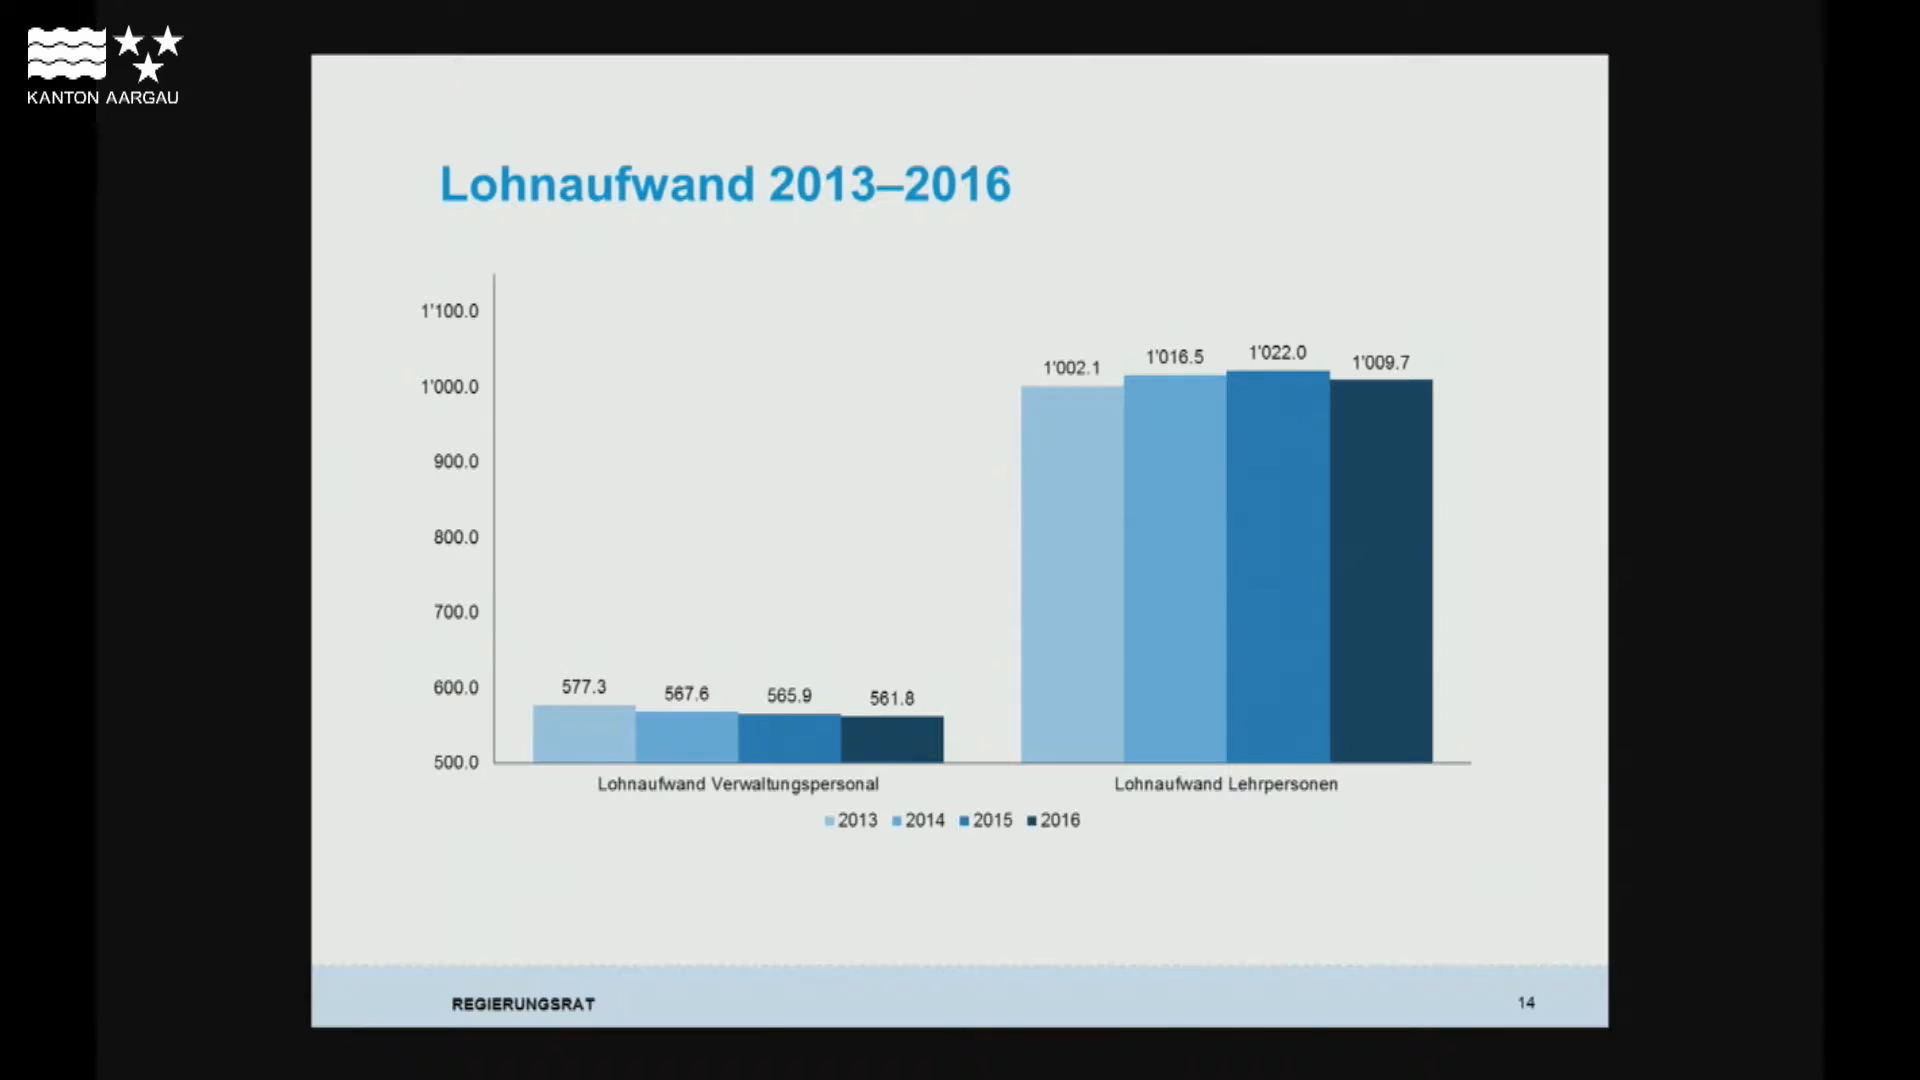 KANTON AARGAU
Lohnaufwand 2013–2016
1'100.0
1'000.0
900.0
800.0
700.0
600.0
500.0
577.3
567.6
565.9
561.8
1'002.1
1'016.5
1'022.0
1'009.7
Lohnaufwand Verwaltungspersonal
Lohnaufwand Lehrpersonen
2013 2014 2015 2016
REGIERUNGSRAT
14